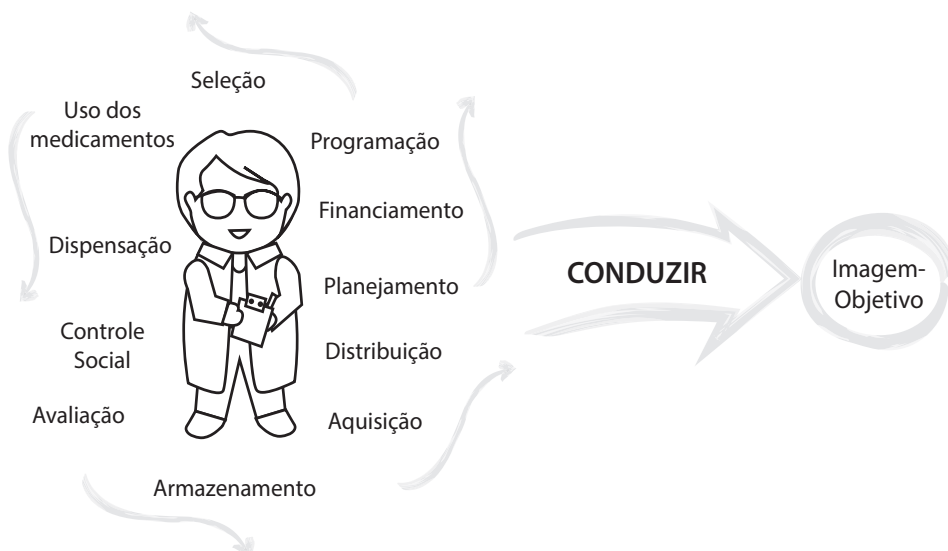 Seleção
Uso dos
medicamentos
Programação
Financiamento
Dispensação
Planejamento
Controle
Social
Distribuição
Avaliação
Aquisição
Armazenamento
CONDUZIR
Imagem-
Objetivo